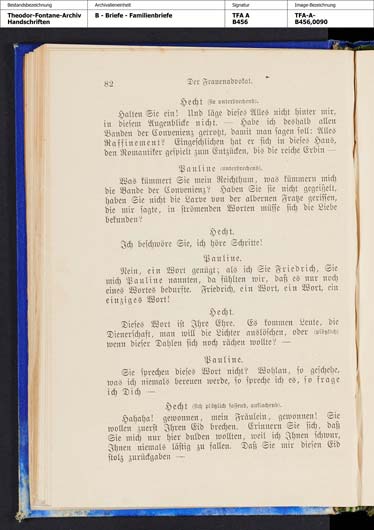 Bestandsbezeichnung
Theodor-Fontane-Archiv
Handschriften
Archivalieneinheit
B - Briefe - Familienbriefe
Signatur
TFA A
B456
Image-Bezeichnung
TFA-A-
B456,0090
82
Der Frauenadvokat.
Hecht (sie unterbrechend).
Halten Sie ein! Und läge dieses Alles nicht hinter mir,
in diesem Augenblicke nicht. — Habe ich deshalb allen
Banden der Convenienz getrotzt, damit man sagen soll: Alles
Raffinement? Eingeschlichen hat er sich in dieses Haus,
den Romantiker gespielt zum Entzücken, bis die reiche Erbin —
Pauline (unterbrechend).
Was kümmert Sie mein Reichthum, was kümmern mich
die Bande der Convenienz? Haben Sie sie nicht gegeißelt,
haben Sie nicht die Larve von der albernen Fratze gerissen,
die mir sagte, in strömenden Worten müsse sich die Liebe
bekunden?
Hecht.
Ich beschwöre Sie, ich höre Schritte!
Pauline.
Nein, ein Wort genügt; als ich Sie Friedrich, Sie
mich Pauline nannten, da fühlten wir, daß es nur noch
eines Wortes bedurfte. Friedrich, ein Wort, ein Wort, ein
einziges Wort!
Hecht.
Dieses Wort ist Ihre Ehre. Es kommen Leute, die
Dienerschaft, man will die Lichter auslöschen, oder (plötzlich)
wenn dieser Dahlen sich noch rächen wollte? —
Pauline.
Sie sprechen dieses Wort nicht? Wohlan, so geschehe,
was ich niemals bereuen werde, so spreche ich es, so frage
ich Dich —
Hecht (sich plötzlich fassend, auflachend).
Hahaha! gewonnen, mein Fräulein, gewonnen! Sie
wollen zuerst Ihren Eid brechen. Erinnern Sie sich, daß
Sie mich nur hier dulden wollten, weil ich Ihnen schwur,
Ihnen niemals lästig zu fallen. Daß Sie mir diesen Eid
stolz zurückgaben —